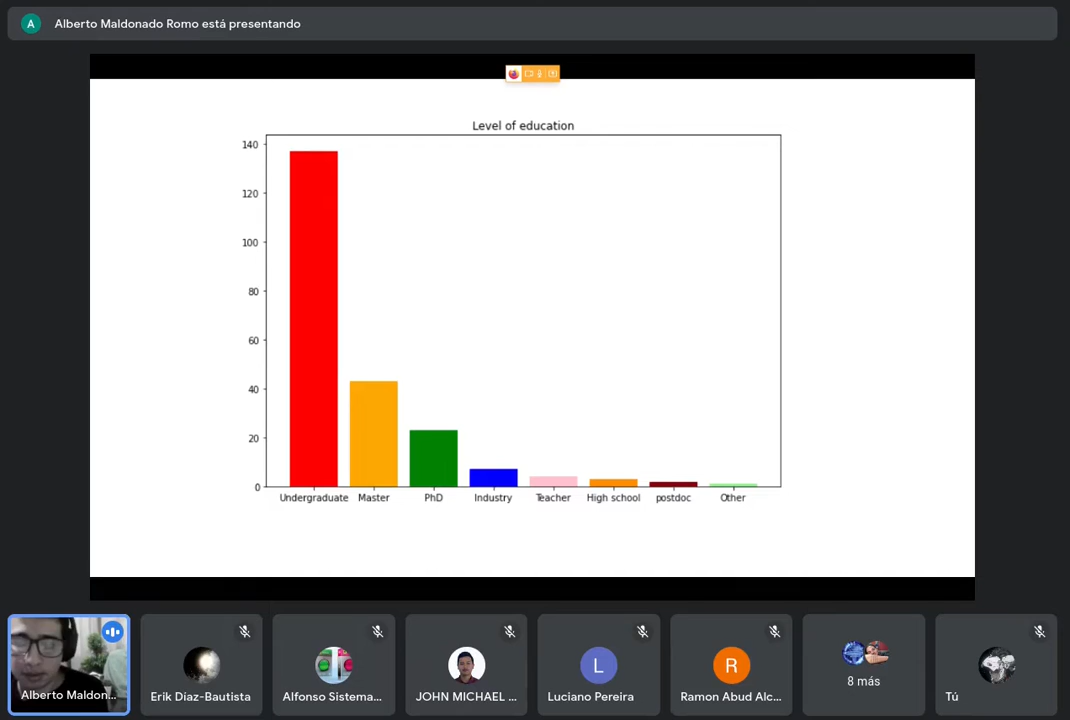 A
Alberto Maldonado Romo está presentando
Level of education
140
120
100
80
60
40
20
0
Undergraduate Master PhD Industry Teacher High school postdoc Other
Alberto Maldon...
Erik Díaz-Bautista
Alfonso Sistema...
JOHN MICHAEL ...
L
Luciano Pereira
R
Ramon Abud Alc...
8 más
Tú